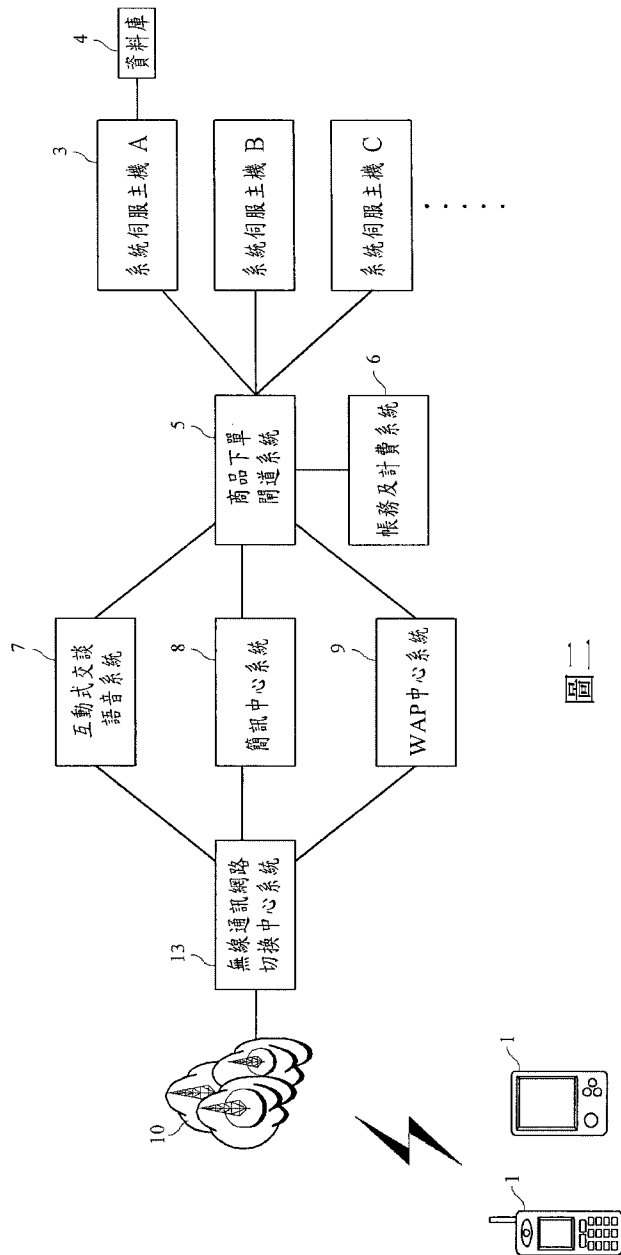 4
資料庫
3
系統伺服主機 A
系統伺服主機 B
系統伺服主機 C
.....
5
商品下單
閘道系統
6
帳務及計費系統
7
互動式交談
語音系統
8
簡訊中心系統
9
WAP中心系統
13
無線通訊網路
切換中心系統
10
1
1
圖二